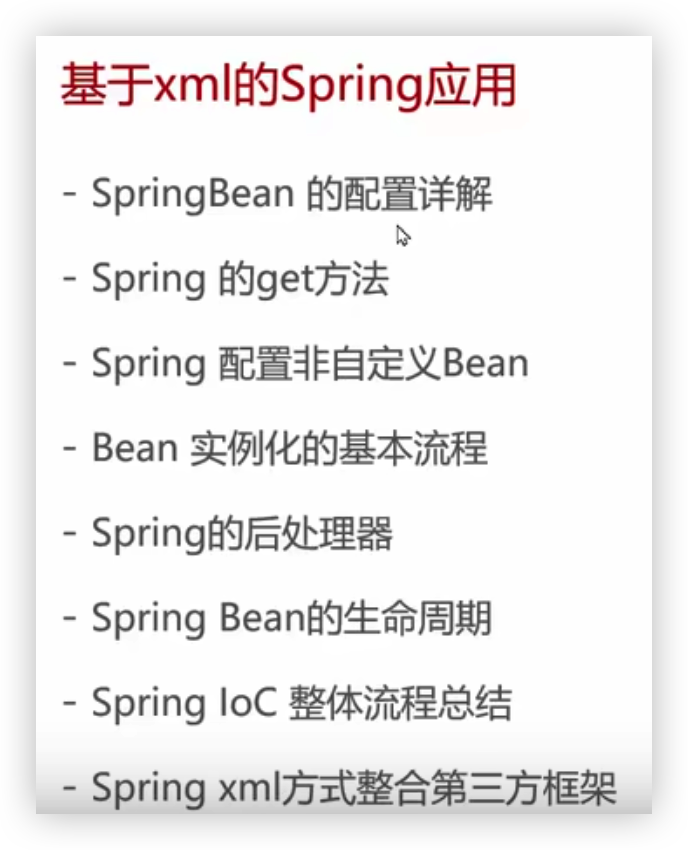 基于xml的Spring应用
- SpringBean 的配置详解
- Spring 的get方法
- Spring 配置非自定义Bean
- Bean 实例化的基本流程
- Spring的后处理器
- Spring Bean的生命周期
- Spring IoC 整体流程总结
- Spring xml方式整合第三方框架